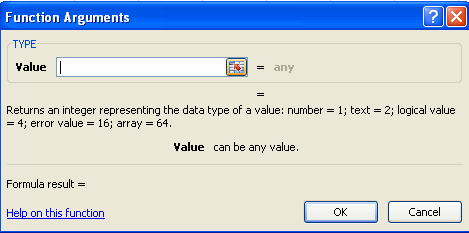 Function Arguments
TYPE
Value = any
=
Returns an integer representing the data type of a value: number = 1; text = 2; logical value
= 4; error value = 16; array = 64.
Value can be any value.
Formula result =
Help on this function OK Cancel